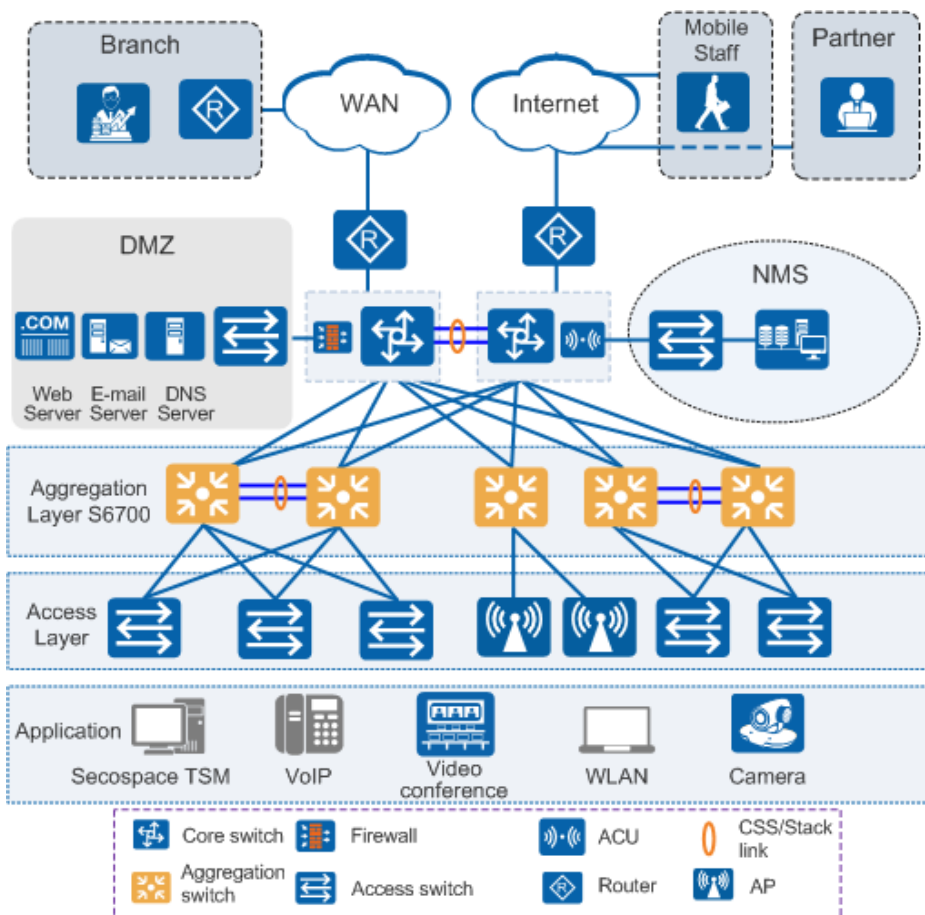 Branch
WAN
Internet
Mobile
Staff
Partner
R
R
R
DMZ
NMS
.COM
Web
Server
E-mail
Server
DNS
Server
Aggregation
Layer S6700
Access
Layer
Application
Secospace TSM
VoIP
Video
conference
WLAN
Camera
Core switch
Firewall
ACU
CSS/Stack
link
Aggregation
switch
Access switch
R
Router
AP